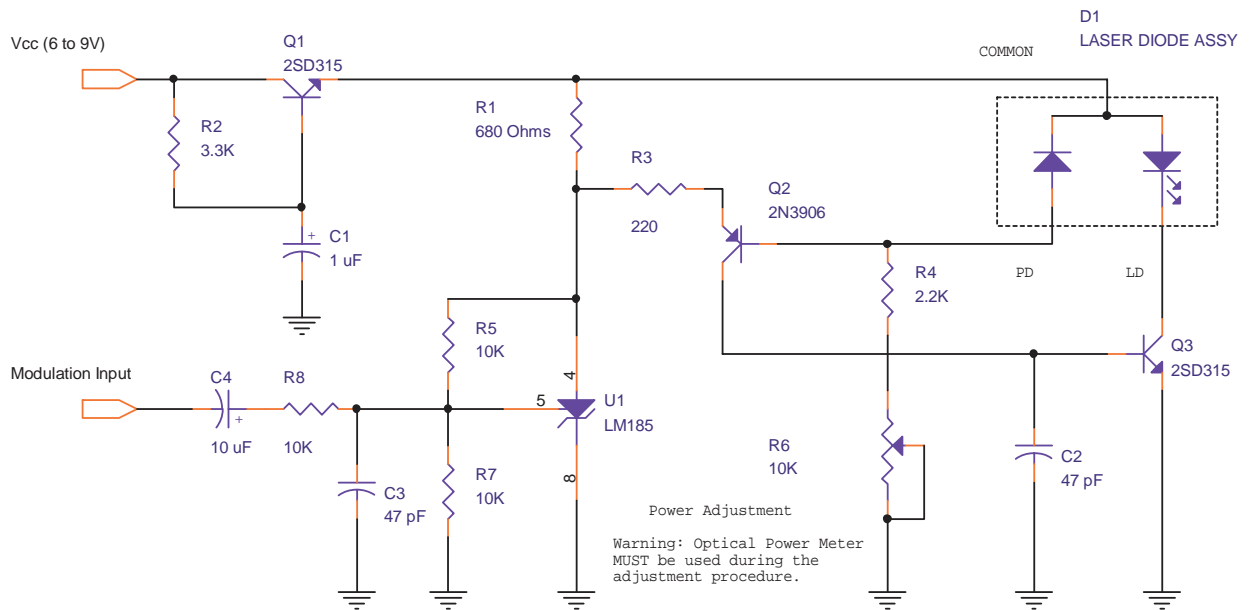 D1
LASER DIODE ASSY
Vcc (6 to 9V)
Q1
2SD315
COMMON
R1
680 Ohms
R2
3.3K
R3
220
Q2
2N3906
C1
1 uF
+
PD
LD
R4
2.2K
R5
10K
Q3
2SD315
Modulation Input
C4
10 uF
+
R8
10K
4
5
8
U1
LM185
R6
10K
C2
47 pF
C3
47 pF
R7
10K
Power Adjustment
Warning: Optical Power Meter
MUST be used during the
adjustment procedure.